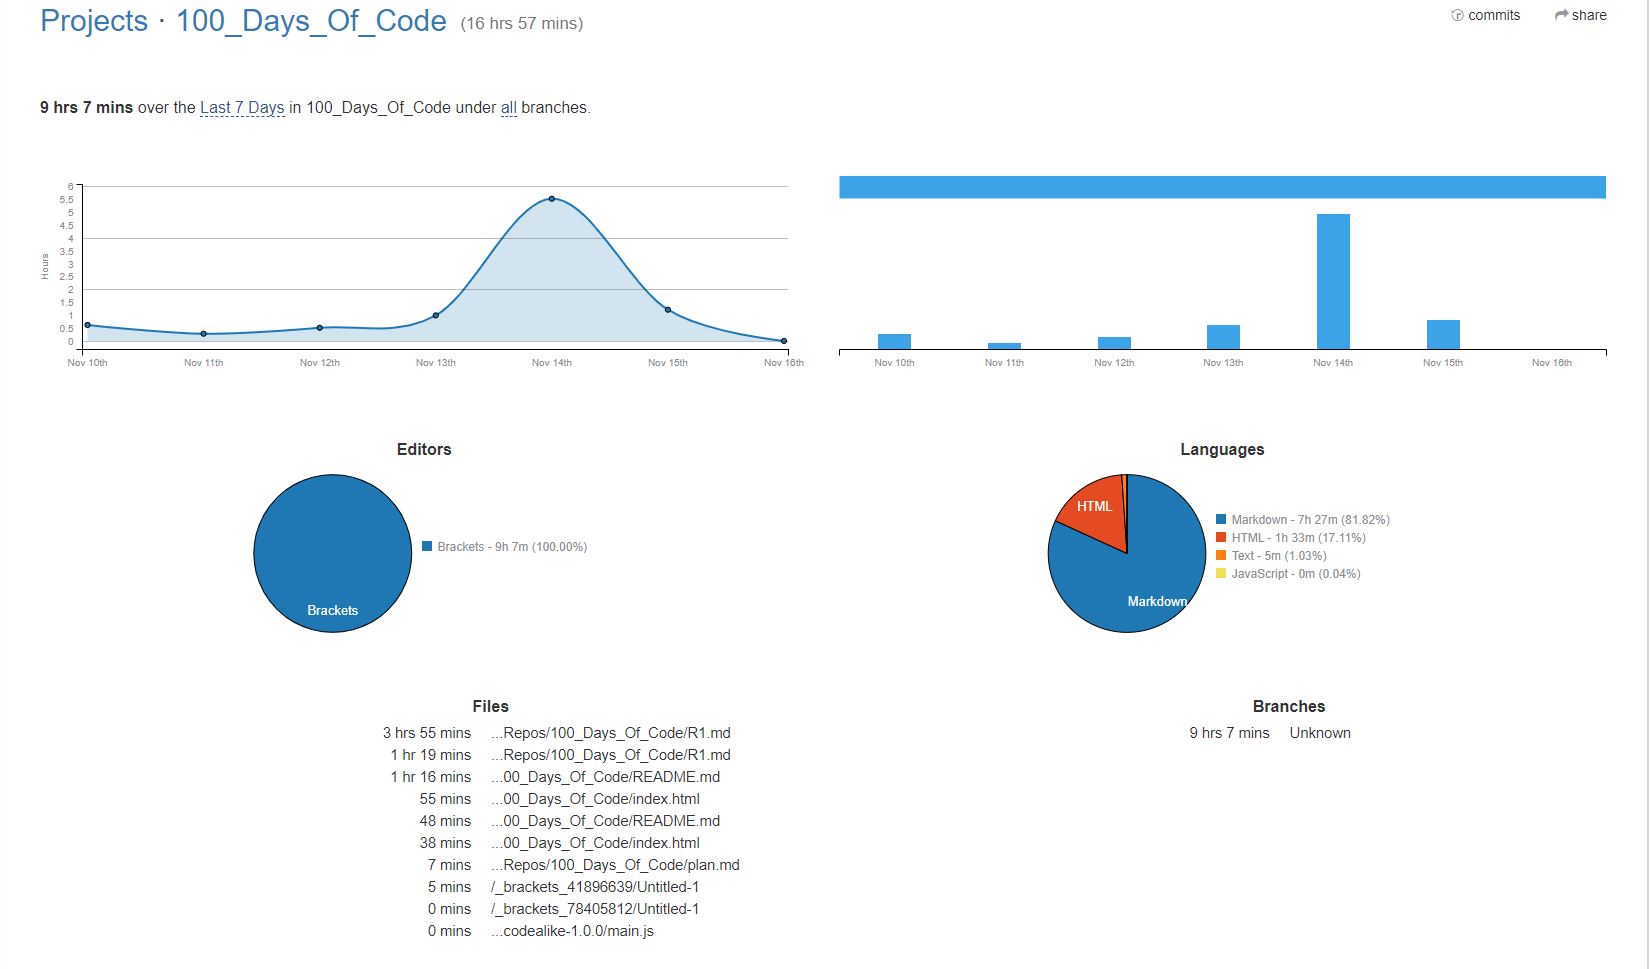 Projects · 100_Days_Of_Code (16 hrs 57 mins)
commits
share
9 hrs 7 mins over the Last 7 Days in 100_Days_Of_Code under all branches.
Hours
6
5.5
5
4.5
4
3.5
3
2.5
2
1.5
1
0.5
0
Nov 10th Nov 11th Nov 12th Nov 13th Nov 14th Nov 15th Nov 16th
Nov 10th Nov 11th Nov 12th Nov 13th Nov 14th Nov 15th Nov 16th
Editors
Brackets
Brackets - 9h 7m (100.00%)
Languages
HTML
Markdown
Markdown - 7h 27m (81.82%)
HTML - 1h 33m (17.11%)
Text - 5m (1.03%)
JavaScript - 0m (0.04%)
Files
3 hrs 55 mins ...Repos/100_Days_Of_Code/R1.md
1 hr 19 mins ...Repos/100_Days_Of_Code/R1.md
1 hr 16 mins ...00_Days_Of_Code/README.md
55 mins ...00_Days_Of_Code/index.html
48 mins ...00_Days_Of_Code/README.md
38 mins ...00_Days_Of_Code/index.html
7 mins ...Repos/100_Days_Of_Code/plan.md
5 mins /_brackets_41896639/Untitled-1
0 mins /_brackets_78405812/Untitled-1
0 mins ...codealike-1.0.0/main.js
Branches
9 hrs 7 mins Unknown